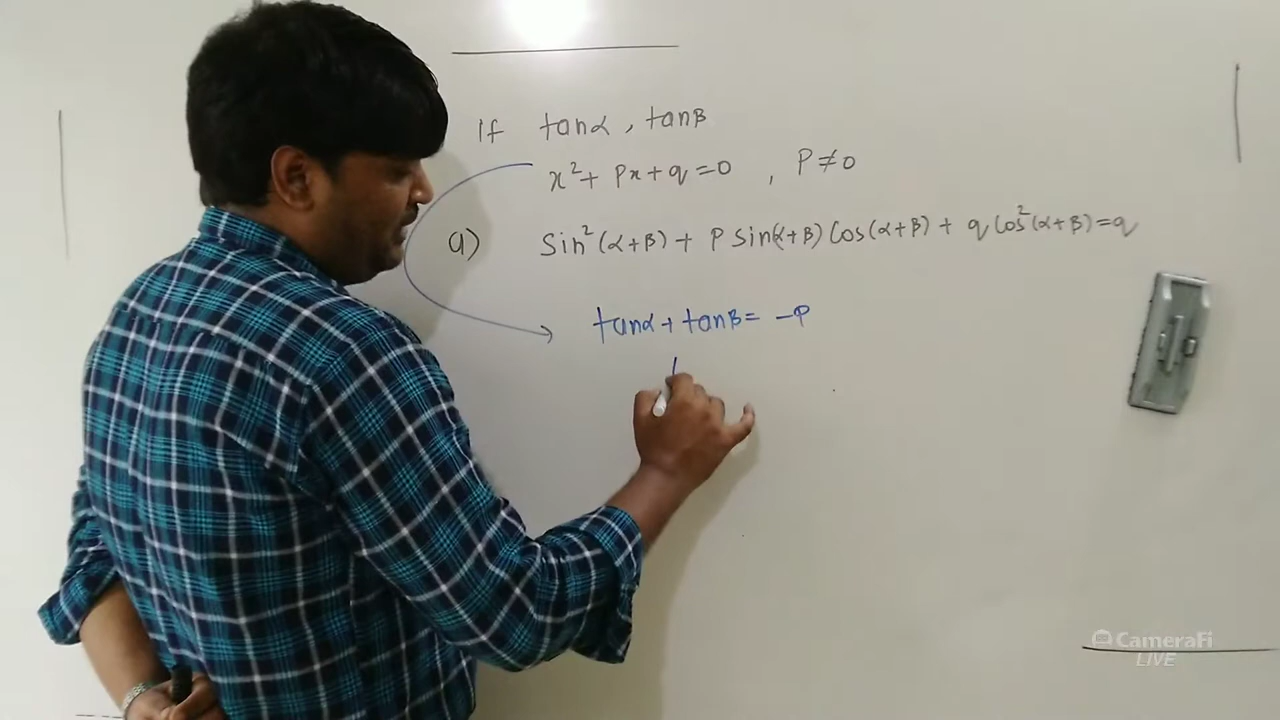 If tanα, tanβ
x²+ Px+q=0 , P≠0
a) Sin²(α+β)+ P Sin(α+β) Cos(α+β) + q Cos²(α+β)=q
tanα+tanβ= -P
CameraFi
LIVE